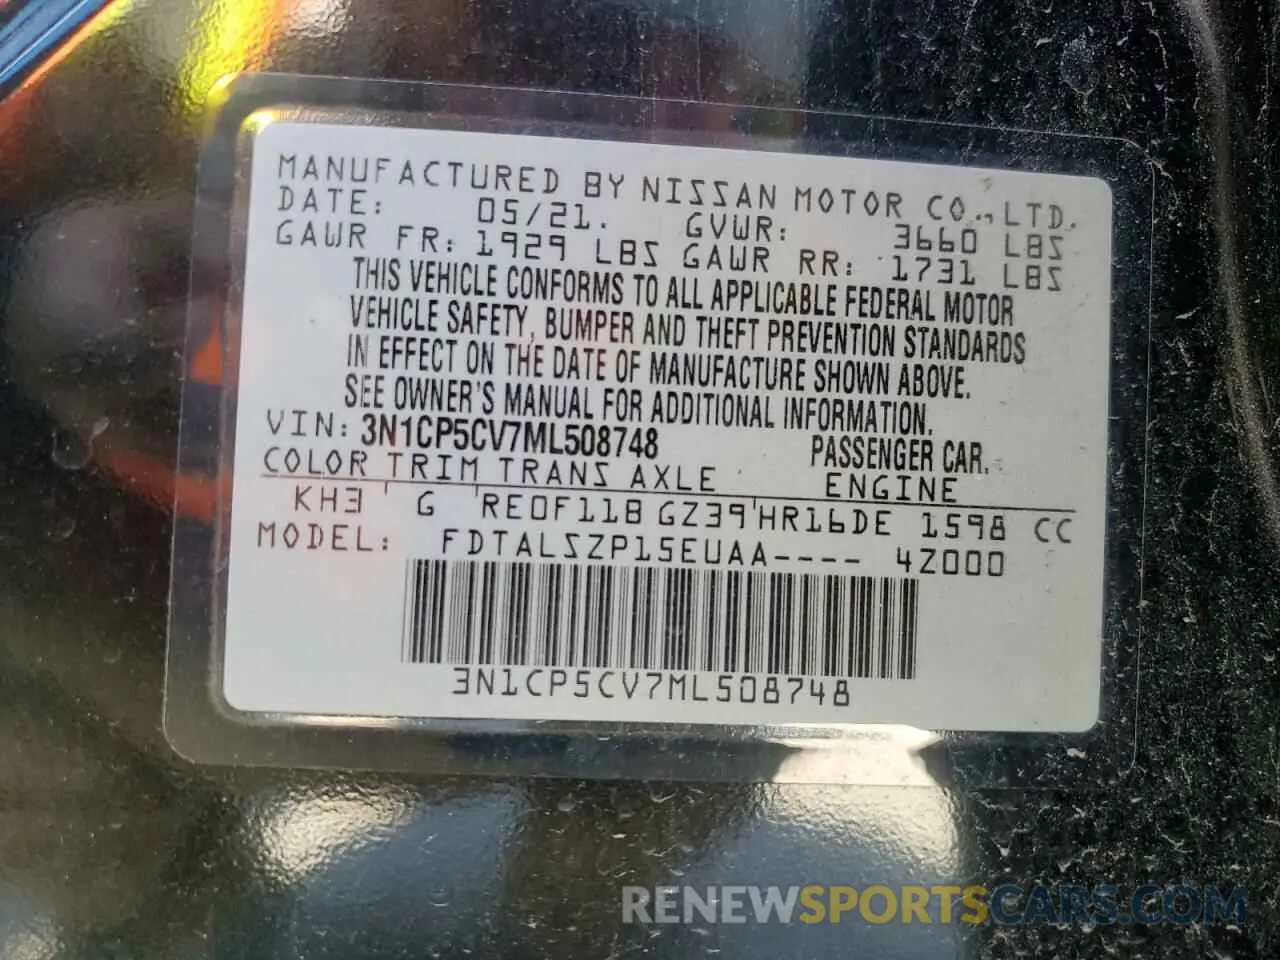 MANUFACTURED BY NISSAN MOTOR CO., LTD.
DATE: 05/21. GVWR: 3660 LBS
GAWR FR: 1929 LBS GAWR RR: 1731 LBS
THIS VEHICLE CONFORMS TO ALL APPLICABLE FEDERAL MOTOR
VEHICLE SAFETY, BUMPER AND THEFT PREVENTION STANDARDS
IN EFFECT ON THE DATE OF MANUFACTURE SHOWN ABOVE.
SEE OWNER'S MANUAL FOR ADDITIONAL INFORMATION.
VIN: 3N1CP5CV7ML508748 PASSENGER CAR.
COLOR TRIM TRANS AXLE ENGINE
KH3 G RE0F11B GZ39 HR16DE 1598 CC
MODEL: FDTALSZP15EUAA---- 4Z000
3N1CP5CV7ML508748
RENEWSPORTSCARS.COM